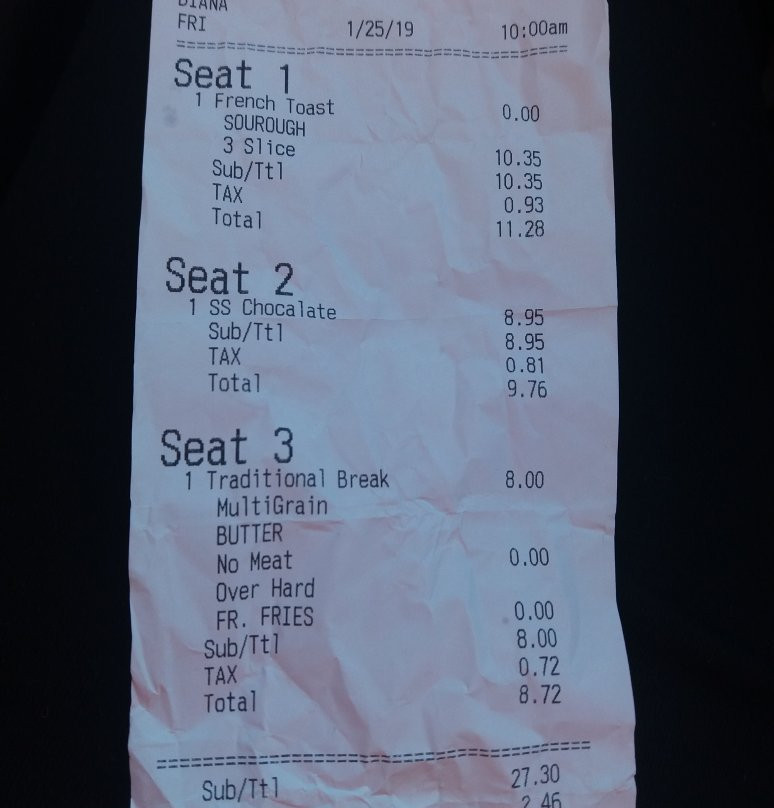 DIANA
FRI 1/25/19 10:00am
==========================================
Seat 1
1 French Toast 0.00
SOUROUGH
3 Slice 10.35
Sub/Ttl 10.35
TAX 0.93
Total 11.28
Seat 2
1 SS Chocalate 8.95
Sub/Ttl 8.95
TAX 0.81
Total 9.76
Seat 3
1 Traditional Break 8.00
MultiGrain
BUTTER
No Meat 0.00
Over Hard
FR. FRIES 0.00
Sub/Ttl 8.00
TAX 0.72
Total 8.72
==========================================
Sub/Ttl 27.30
2.46